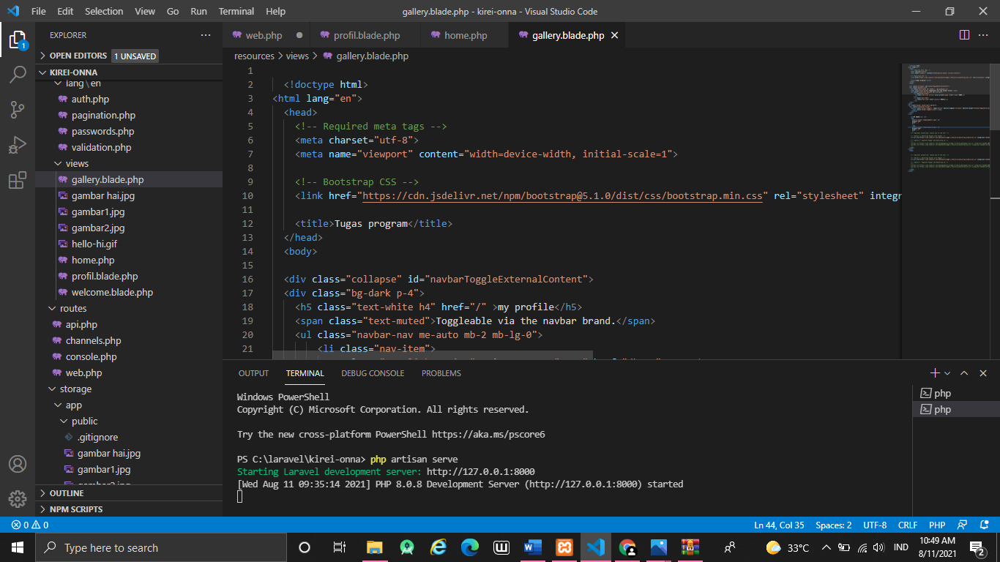 File Edit Selection View Go Run Terminal Help gallery.blade.php - kirei-onna - Visual Studio Code
EXPLORER
web.php profil.blade.php home.php gallery.blade.php
OPEN EDITORS 1 UNSAVED
resources > views > gallery.blade.php
KIREI-ONNA
lang \ en
auth.php
pagination.php
passwords.php
validation.php
views
gallery.blade.php
gambar hai.jpg
gambar1.jpg
gambar2.jpg
hello-hi.gif
home.php
profil.blade.php
welcome.blade.php
routes
api.php
channels.php
console.php
web.php
storage
app
public
.gitignore
gambar hai.jpg
gambar1.jpg
OUTLINE
NPM SCRIPTS
1
2 <!doctype html>
3 <html lang="en">
4 <head>
5 <!-- Required meta tags -->
6 <meta charset="utf-8">
7 <meta name="viewport" content="width=device-width, initial-scale=1">
8
9 <!-- Bootstrap CSS -->
10 <link href="https://cdn.jsdelivr.net/npm/bootstrap@5.1.0/dist/css/bootstrap.min.css" rel="stylesheet" integr
11
12 <title>Tugas program</title>
13 </head>
14 <body>
15
16 <div class="collapse" id="navbarToggleExternalContent">
17 <div class="bg-dark p-4">
18 <h5 class="text-white h4" href="/" >my profile</h5>
19 <span class="text-muted">Toggleable via the navbar brand.</span>
20 <ul class="navbar-nav me-auto mb-2 mb-lg-0">
21 <li class="nav-item">
OUTPUT TERMINAL DEBUG CONSOLE PROBLEMS
Windows PowerShell
Copyright (C) Microsoft Corporation. All rights reserved.
Try the new cross-platform PowerShell https://aka.ms/pscore6
PS C:\laravel\kirei-onna> php artisan serve
Starting Laravel development server: http://127.0.0.1:8000
[Wed Aug 11 09:35:14 2021] PHP 8.0.8 Development Server (http://127.0.0.1:8000) started
php
php
1
0 0 Ln 44, Col 35 Spaces: 2 UTF-8 CRLF PHP
Type here to search 33°C IND 10:49 AM
8/11/2021 2